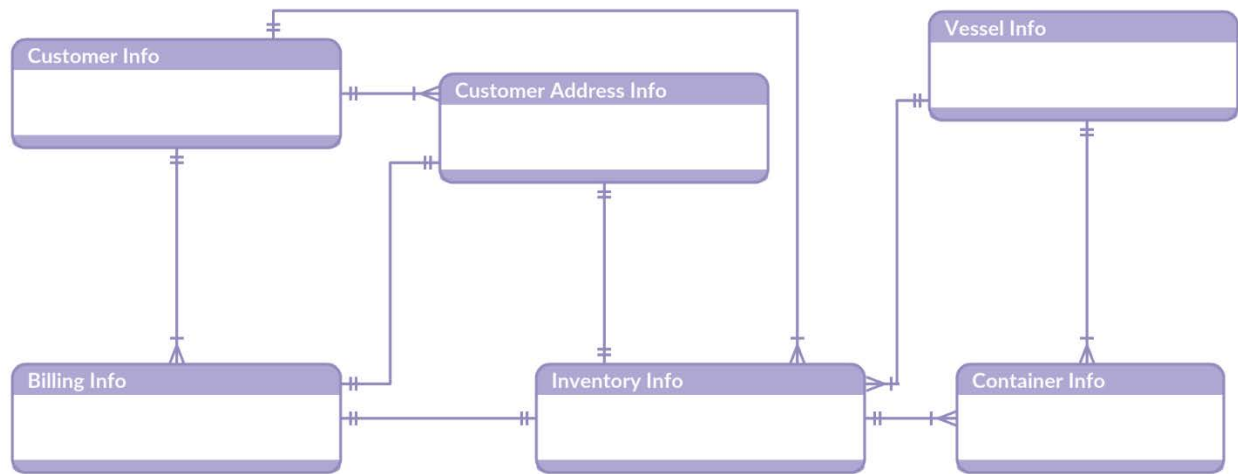 Customer Info
Vessel Info
Customer Address Info
Billing Info
Inventory Info
Container Info